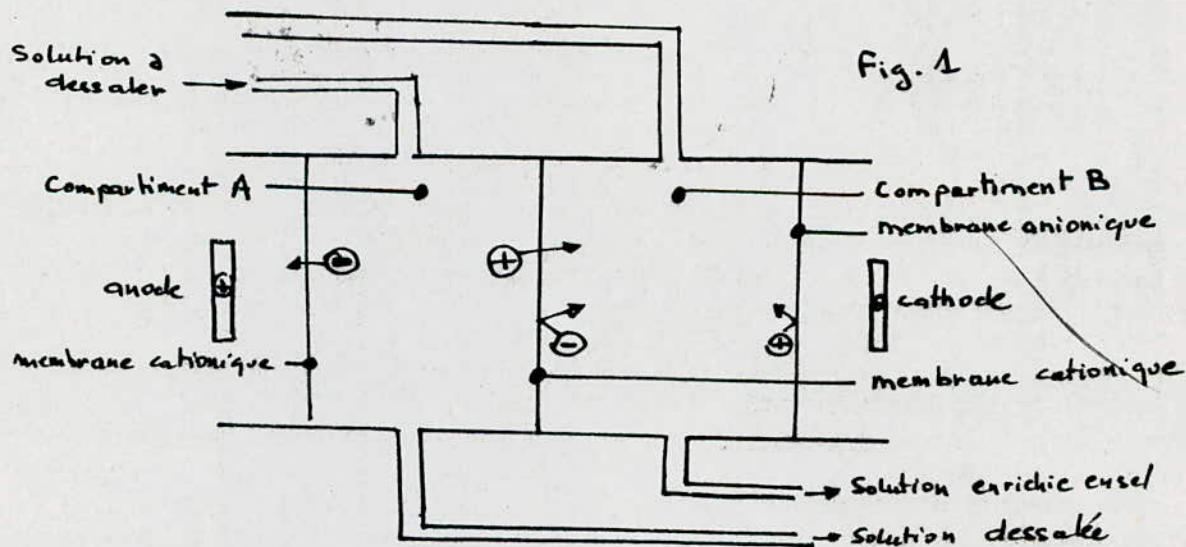 Fig. 1
Solution à
dessaler
Compartiment A
Compartiment B
membrane anionique
-
+
anode
+
cathode
-
+
membrane cationique
membrane cationique
Solution enrichie en sel
Solution dessalée